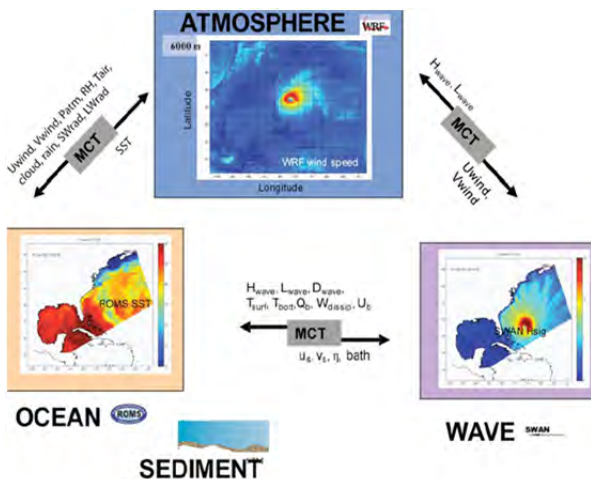 ATMOSPHERE
WRF
6000 m
Latitude
WRF wind speed
Longitude
Uwind, Vwind, Patm, RH, Tair,
cloud, rain, SWrad, LWrad
MCT
SST
Hwave, Lwave
MCT
Uwind,
Vwind
ROMS SST
Hwave, Lwave, Dwave,
Tsurf, Tbott, Qb, Wdissip, Ub
MCT
us, vs, η, bath
SWAN Hsig
OCEAN
ROMS
WAVE
SWAN
SEDIMENT